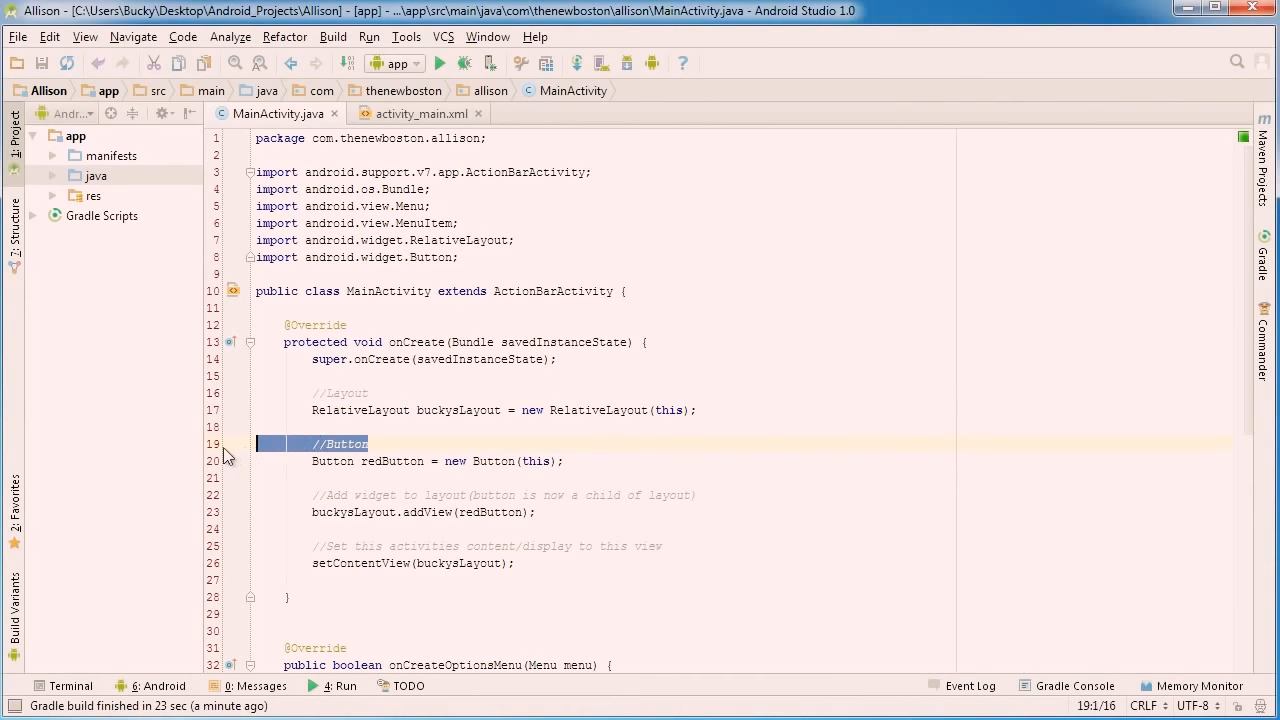 Allison - [C:\Users\Bucky\Desktop\Android_Projects\Allison] - [app] - ...\app\src\main\java\com\thenewboston\allison\MainActivity.java - Android Studio 1.0
File Edit View Navigate Code Analyze Refactor Build Run Tools VCS Window Help
app
Allison app src main java com thenewboston allison MainActivity
Andr... MainActivity.java activity_main.xml
1: Project
7: Structure
2: Favorites
Build Variants
app
manifests
java
res
Gradle Scripts
1 package com.thenewboston.allison;
2
3 import android.support.v7.app.ActionBarActivity;
4 import android.os.Bundle;
5 import android.view.Menu;
6 import android.view.MenuItem;
7 import android.widget.RelativeLayout;
8 import android.widget.Button;
9
10 public class MainActivity extends ActionBarActivity {
11
12 @Override
13 protected void onCreate(Bundle savedInstanceState) {
14 super.onCreate(savedInstanceState);
15
16 //Layout
17 RelativeLayout buckysLayout = new RelativeLayout(this);
18
19 //Button
20 Button redButton = new Button(this);
21
22 //Add widget to layout(button is now a child of layout)
23 buckysLayout.addView(redButton);
24
25 //Set this activities content/display to this view
26 setContentView(buckysLayout);
27
28 }
29
30
31 @Override
32 public boolean onCreateOptionsMenu(Menu menu) {
m Maven Projects
Gradle
Commander
Terminal 6: Android 0: Messages 4: Run TODO Event Log Gradle Console Memory Monitor
Gradle build finished in 23 sec (a minute ago) 19:1/16 CRLF UTF-8